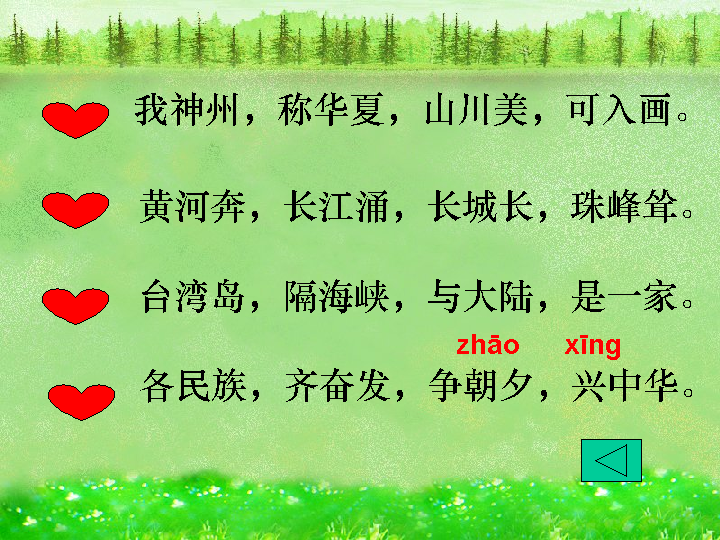 我神州，称华夏，山川美，可入画。
黄河奔，长江涌，长城长，珠峰耸。
台湾岛，隔海峡，与大陆，是一家。
zhāo xīng
各民族，齐奋发，争朝夕，兴中华。